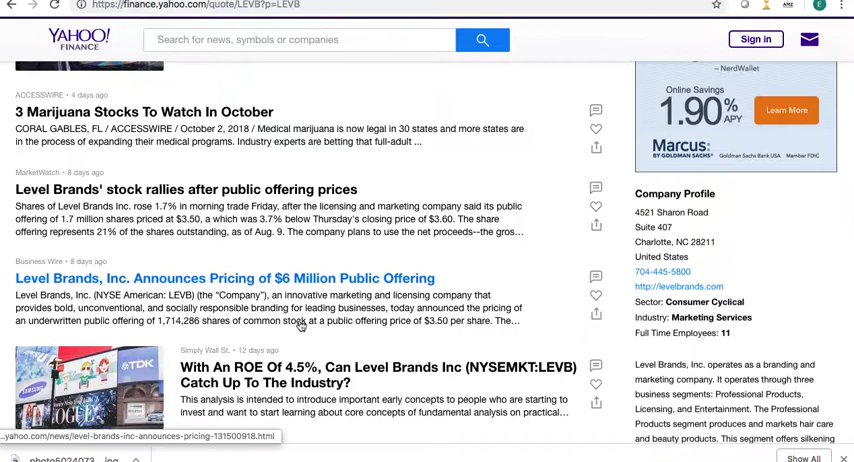 https://finance.yahoo.com/quote/LEVB?p=LEVB
E
YAHOO!
FINANCE
Search for news, symbols or companies
Sign in
ACCESSWIRE • 4 days ago
3 Marijuana Stocks To Watch In October
CORAL GABLES, FL / ACCESSWIRE / October 2, 2018 / Medical marijuana is now legal in 30 states and more states are
in the process of expanding their medical programs. Industry experts are betting that full-adult ...
MarketWatch • 8 days ago
Level Brands' stock rallies after public offering prices
Shares of Level Brands Inc. rose 1.7% in morning trade Friday, after the licensing and marketing company said its public
offering of 1.7 million shares priced at $3.50, a which was 3.7% below Thursday's closing price of $3.60. The share
offering represents 21% of the shares outstanding, as of Aug. 9. The company plans to use the net proceeds--the gros...
Business Wire • 8 days ago
Level Brands, Inc. Announces Pricing of $6 Million Public Offering
Level Brands, Inc. (NYSE American: LEVB) (the “Company”), an innovative marketing and licensing company that
provides bold, unconventional, and socially responsible branding for leading businesses, today announced the pricing of
an underwritten public offering of 1,714,286 shares of common stock at a public offering price of $3.50 per share. The...
Simply Wall St. • 12 days ago
With An ROE Of 4.5%, Can Level Brands Inc (NYSEMKT:LEVB)
Catch Up To The Industry?
This analysis is intended to introduce important early concepts to people who are starting to
invest and want to start learning about core concepts of fundamental analysis on practical...
TDK
SAMSUNG
VOGUE
– NerdWallet
Online Savings
1.90% APY
Learn More
Marcus:
BY GOLDMAN SACHS®
Goldman Sachs Bank USA Member FDIC
Company Profile
4521 Sharon Road
Suite 407
Charlotte, NC 28211
United States
704-445-5800
http://levelbrands.com
Sector: Consumer Cyclical
Industry: Marketing Services
Full Time Employees: 11
Level Brands, Inc. operates as a branding and
marketing company. It operates through three
business segments: Professional Products,
Licensing, and Entertainment. The Professional
Products segment produces and markets hair care
and beauty products. This segment offers silkening
...yahoo.com/news/level-brands-inc-announces-pricing-131500918.html
Show All